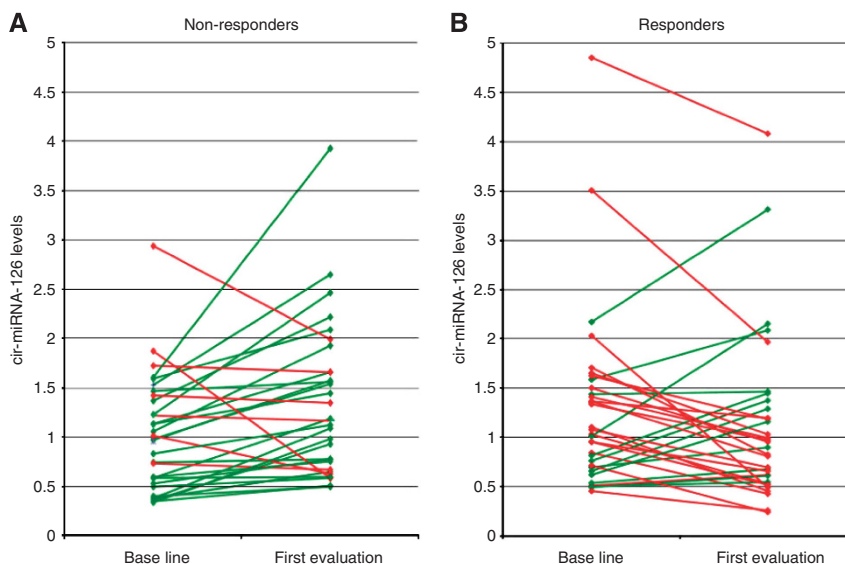 A
Non-responders
cir-miRNA-126 levels
5
4.5
4
3.5
3
2.5
2
1.5
1
0.5
0
Base line
First evaluation
B
Responders
cir-miRNA-126 levels
5
4.5
4
3.5
3
2.5
2
1.5
1
0.5
0
Base line
First evaluation